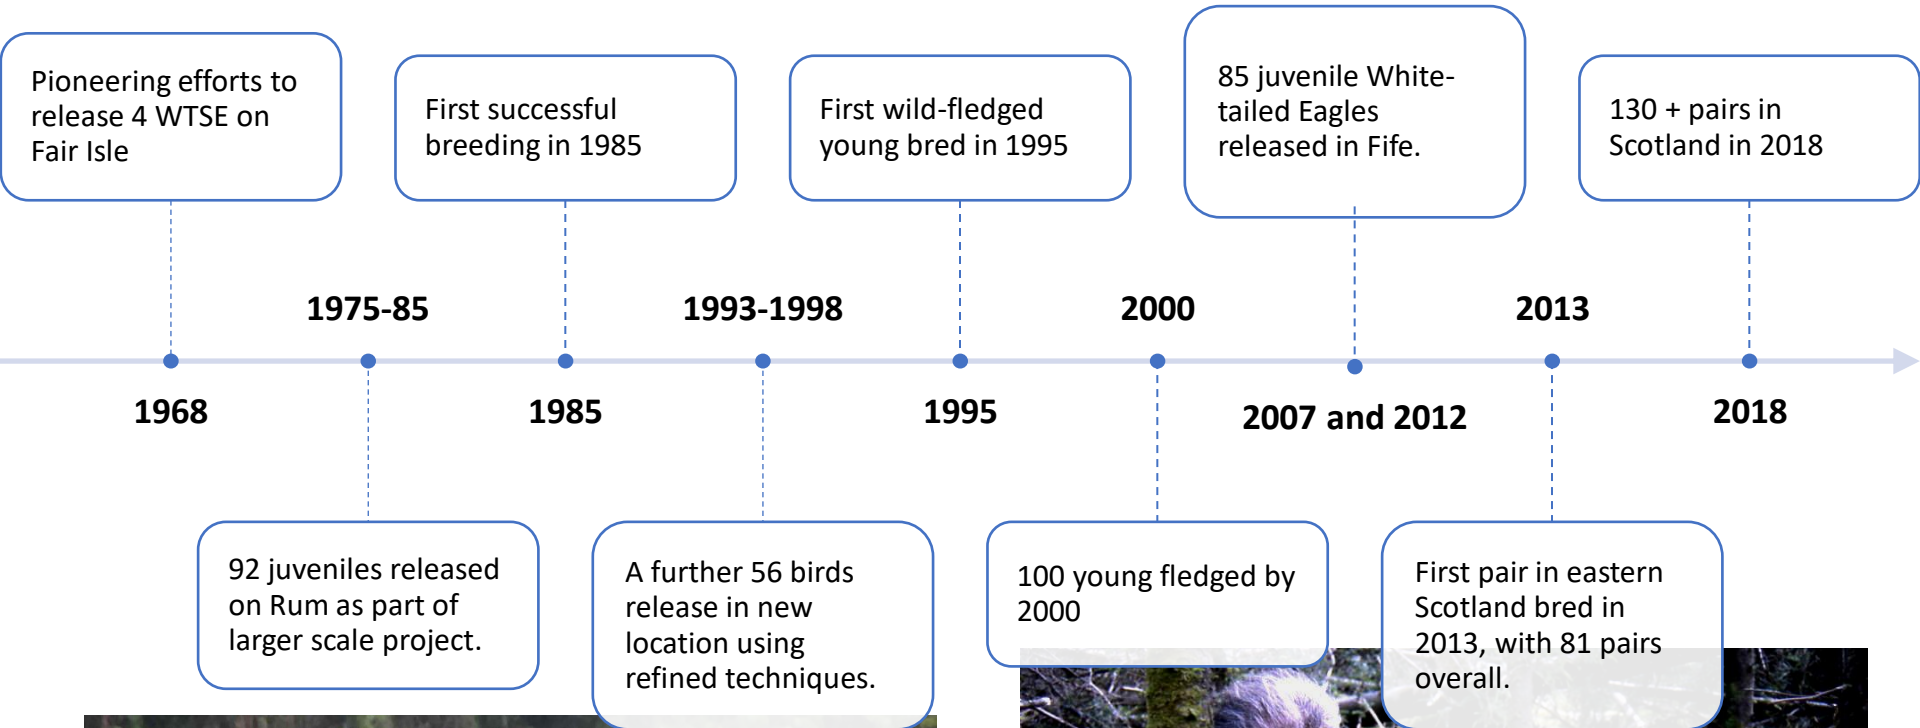 Pioneering efforts to
release 4 WTSE on
Fair Isle
First successful
breeding in 1985
First wild-fledged
young bred in 1995
85 juvenile White-
tailed Eagles
released in Fife.
130 + pairs in
Scotland in 2018
1975-85
1993-1998
2000
2013
1968
1985
1995
2007 and 2012
2018
92 juveniles released
on Rum as part of
larger scale project.
A further 56 birds
release in new
location using
refined techniques.
100 young fledged by
2000
First pair in eastern
Scotland bred in
2013, with 81 pairs
overall.